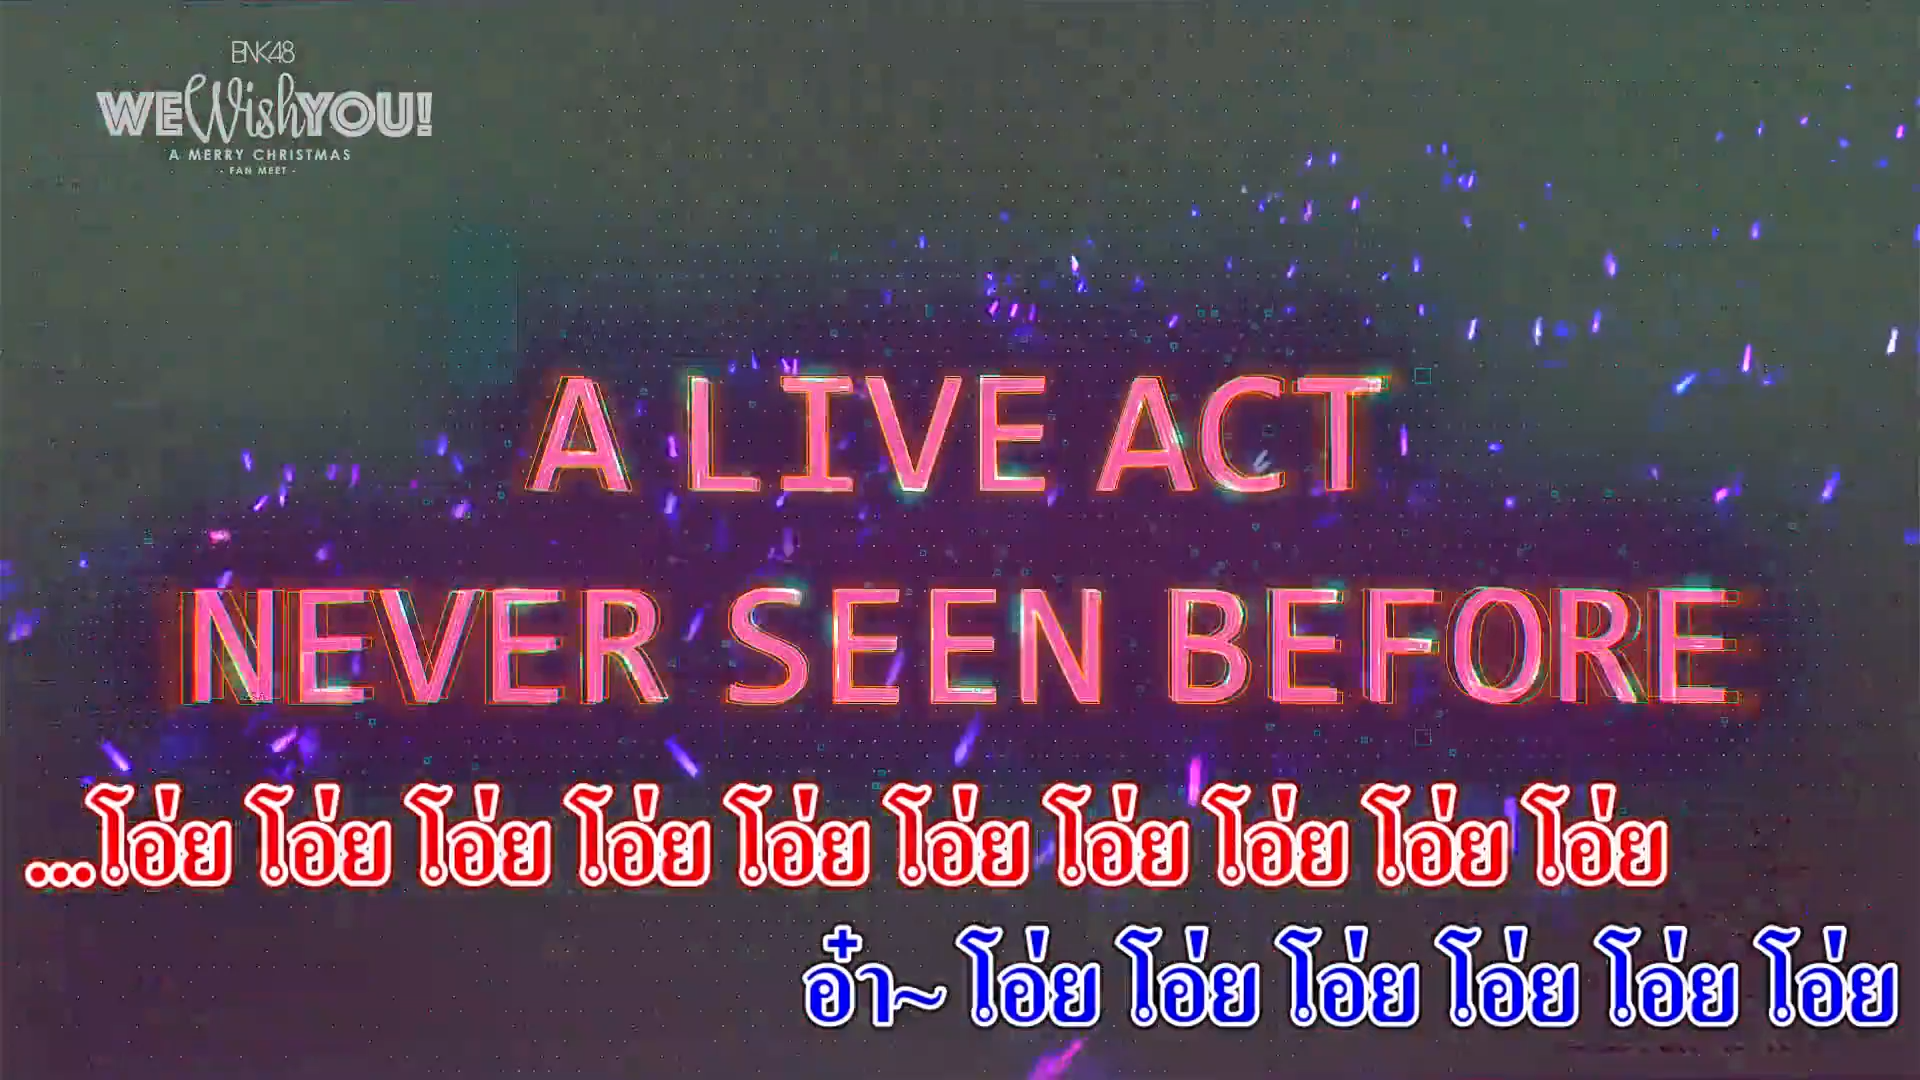 BNK48
WE Wish YOU!
A MERRY CHRISTMAS
- FAN MEET -
A LIVE ACT
NEVER SEEN BEFORE
...โอ่ย โอ่ย โอ่ย โอ่ย โอ่ย โอ่ย โอ่ย โอ่ย โอ่ย โอ่ย
อ๋า~ โอ่ย โอ่ย โอ่ย โอ่ย โอ่ย โอ่ย